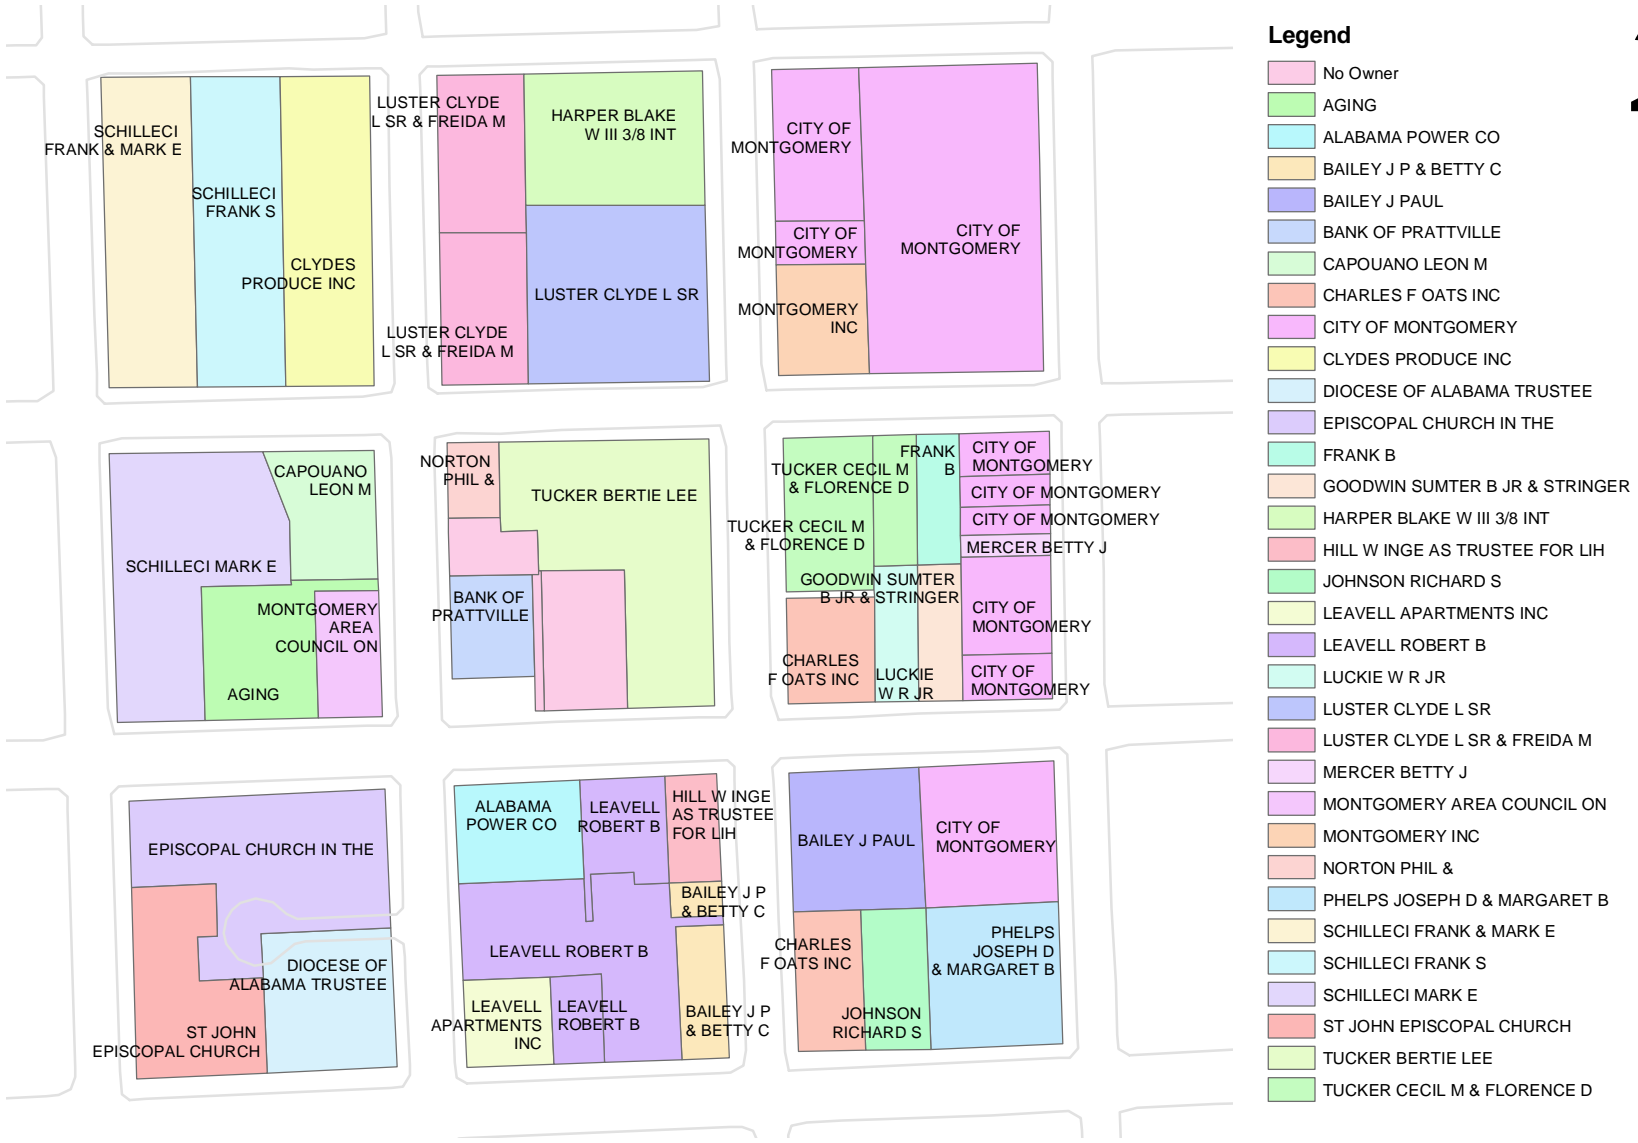 SCHILLECI
FRANK & MARK E
SCHILLECI
FRANK S
CLYDES
PRODUCE INC
LUSTER CLYDE
L SR & FREIDA M
HARPER BLAKE
W III 3/8 INT
LUSTER CLYDE L SR
LUSTER CLYDE
L SR & FREIDA M
CITY OF
MONTGOMERY
CITY OF
MONTGOMERY
CITY OF
MONTGOMERY
MONTGOMERY
INC
CAPOUANO
LEON M
SCHILLECI MARK E
MONTGOMERY
AREA
COUNCIL ON
AGING
NORTON
PHIL &
TUCKER BERTIE LEE
BANK OF
PRATTVILLE
TUCKER CECIL M
& FLORENCE D
FRANK
B
CITY OF
MONTGOMERY
CITY OF MONTGOMERY
CITY OF MONTGOMERY
MERCER BETTY J
TUCKER CECIL M
& FLORENCE D
GOODWIN SUMTER
B JR & STRINGER
CITY OF
MONTGOMERY
CHARLES
F OATS INC
LUCKIE
W R JR
CITY OF
MONTGOMERY
EPISCOPAL CHURCH IN THE
DIOCESE OF
ALABAMA TRUSTEE
ST JOHN
EPISCOPAL CHURCH
ALABAMA
POWER CO
LEAVELL
ROBERT B
HILL W INGE
AS TRUSTEE
FOR LIH
BAILEY J P
& BETTY C
LEAVELL ROBERT B
LEAVELL
APARTMENTS
INC
LEAVELL
ROBERT B
BAILEY J P
& BETTY C
BAILEY J PAUL
CITY OF
MONTGOMERY
CHARLES
F OATS INC
PHELPS
JOSEPH D
& MARGARET B
JOHNSON
RICHARD S
Legend
No Owner
AGING
ALABAMA POWER CO
BAILEY J P & BETTY C
BAILEY J PAUL
BANK OF PRATTVILLE
CAPOUANO LEON M
CHARLES F OATS INC
CITY OF MONTGOMERY
CLYDES PRODUCE INC
DIOCESE OF ALABAMA TRUSTEE
EPISCOPAL CHURCH IN THE
FRANK B
GOODWIN SUMTER B JR & STRINGER
HARPER BLAKE W III 3/8 INT
HILL W INGE AS TRUSTEE FOR LIH
JOHNSON RICHARD S
LEAVELL APARTMENTS INC
LEAVELL ROBERT B
LUCKIE W R JR
LUSTER CLYDE L SR
LUSTER CLYDE L SR & FREIDA M
MERCER BETTY J
MONTGOMERY AREA COUNCIL ON
MONTGOMERY INC
NORTON PHIL &
PHELPS JOSEPH D & MARGARET B
SCHILLECI FRANK & MARK E
SCHILLECI FRANK S
SCHILLECI MARK E
ST JOHN EPISCOPAL CHURCH
TUCKER BERTIE LEE
TUCKER CECIL M & FLORENCE D